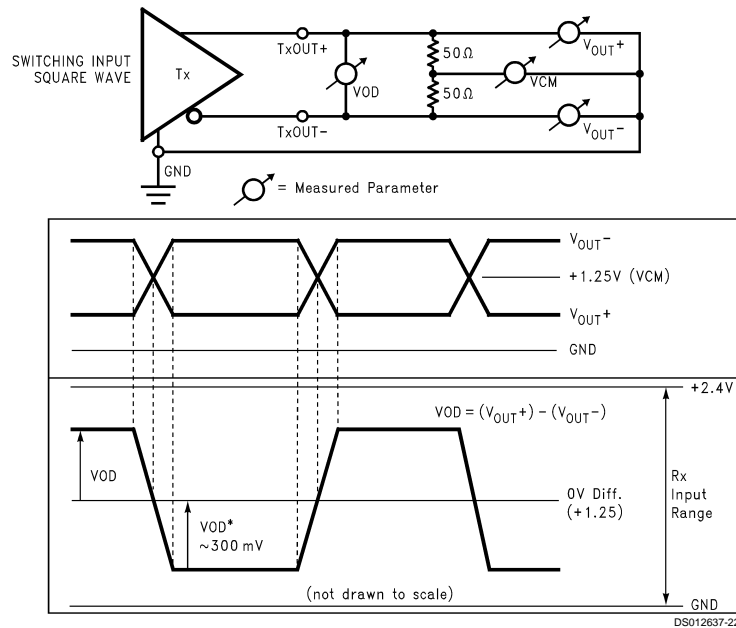 SWITCHING INPUT
SQUARE WAVE
Tx
TxOUT+
TxOUT-
VOD
50Ω
50Ω
VCM
VOUT+
VOUT-
GND
= Measured Parameter
VOUT-
+1.25V (VCM)
VOUT+
GND
+2.4V
VOD = (VOUT+) - (VOUT-)
VOD
VOD*
~300 mV
0V Diff.
(+1.25)
Rx
Input
Range
(not drawn to scale)
GND
DS012637-22